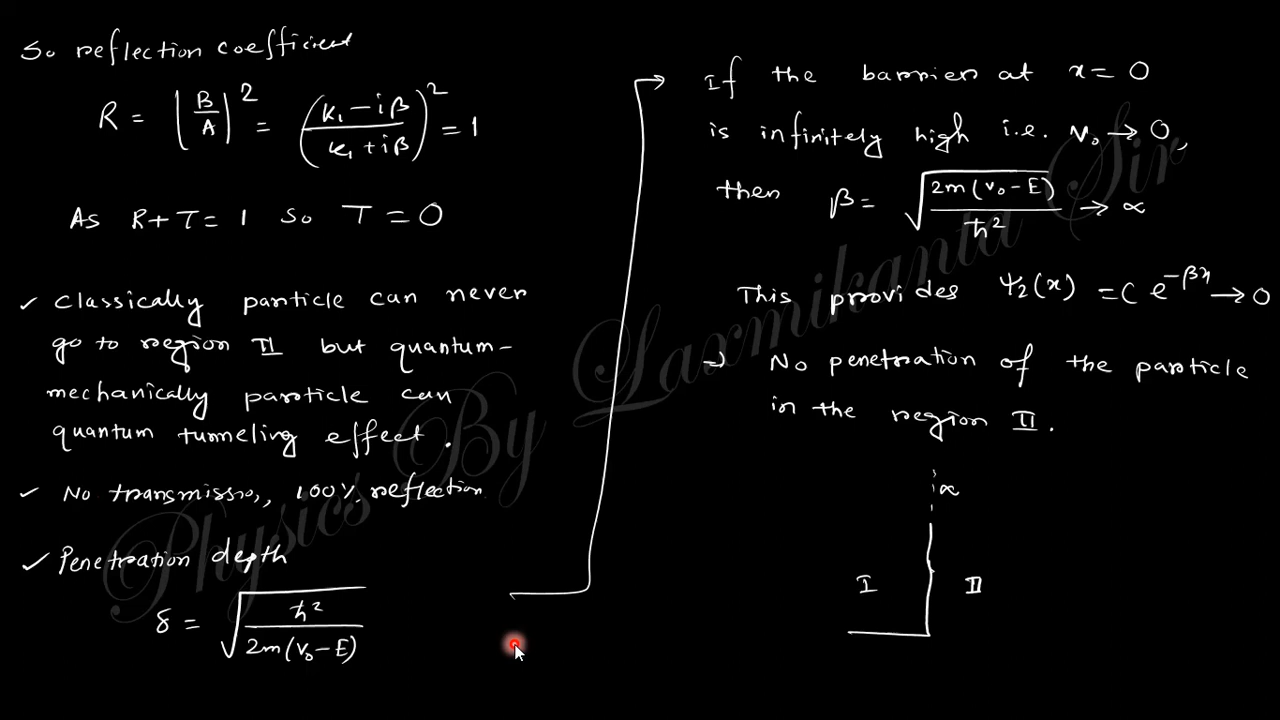 So reflection coefficient
R = |B/A|² = ((k₁ - iβ)/(k₁ + iβ))² = 1
As R+T = 1 so T = 0
✓ Classically particle can never
go to region II but quantum-
mechanically particle can
quantum tunneling effect.
✓ No transmission, 100% reflection
✓ Penetration depth
δ = √(ħ²/2m(V₀-E))
If the barrier at x = 0
is infinitely high i.e. V₀ → 0,
then β = √(2m(V₀-E)/ħ²) → ∝
This provides Ψ₂(x) = C e^{-βx} → 0
→ No penetration of the particle
in the region II.
∝
I II
Physics By Laxmikanta Sir